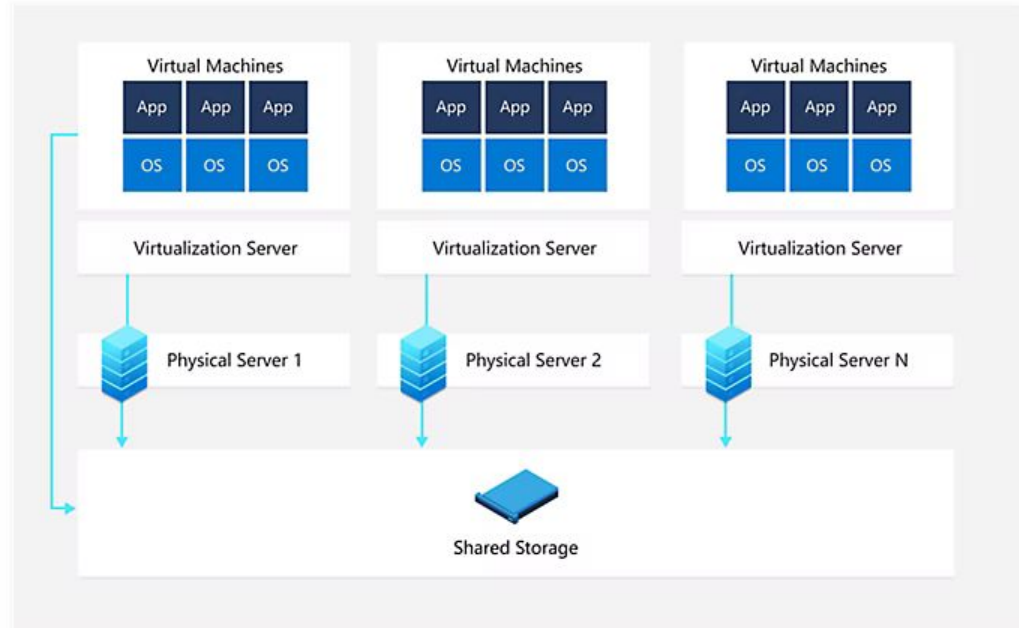 Virtual Machines
App App App
OS OS OS
Virtualization Server
Physical Server 1
Virtual Machines
App App App
OS OS OS
Virtualization Server
Physical Server 2
Virtual Machines
App App App
OS OS OS
Virtualization Server
Physical Server N
Shared Storage